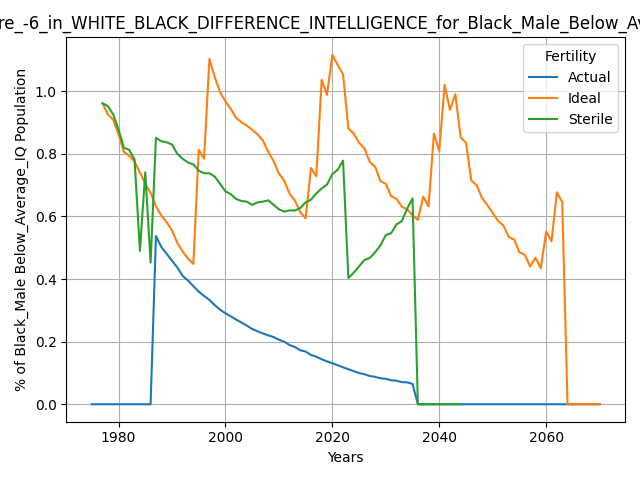 re_-6_in_WHITE_BLACK_DIFFERENCE_INTELLIGENCE_for_Black_Male_Below_Av
Fertility
Actual
Ideal
Sterile
% of Black_Male Below_Average_IQ Population
1.0
0.8
0.6
0.4
0.2
0.0
1980 2000 2020 2040 2060
Years